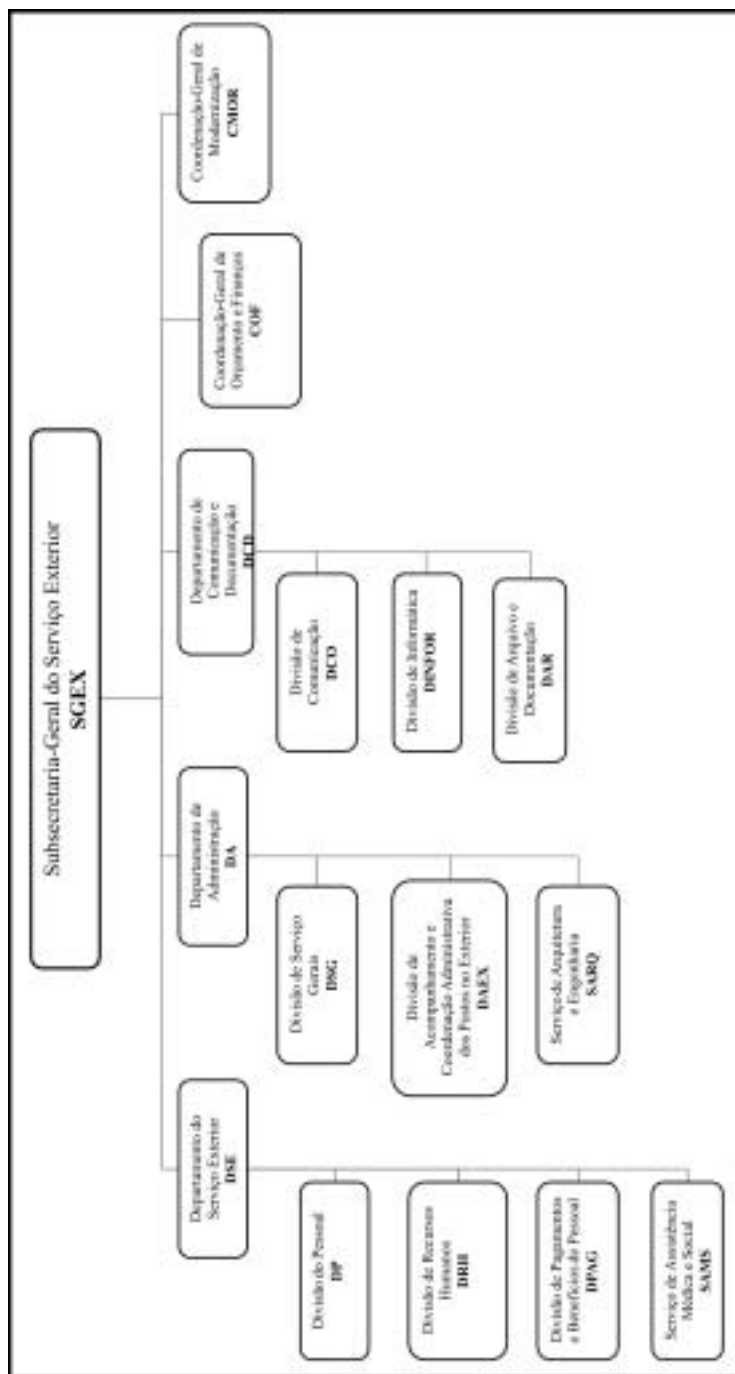 Subsecretaria-Geral do Serviço Exterior
SGEX
Departamento do
Serviço Exterior
DSE
Departamento de
Administração
DA
Departamento de
Comunicação e
Documentação
DCD
Coordenação-Geral de
Orçamento e Finanças
COF
Coordenação-Geral de
Modernização
CMOR
Divisão do Pessoal
DP
Divisão de Recursos
Humanos
DRH
Divisão de Pagamentos
e Benefícios do Pessoal
DPAG
Serviço de Assistência
Médica e Social
SAMS
Divisão de Serviço
Gerais
DSG
Divisão de
Acompanhamento e
Coordenação Administrativa
dos Postos no Exterior
DAEX
Serviço de Arquitetura
e Engenharia
SARQ
Divisão de
Comunicação
DCO
Divisão de Informática
DINFOR
Divisão de Arquivo e
Documentação
DAR